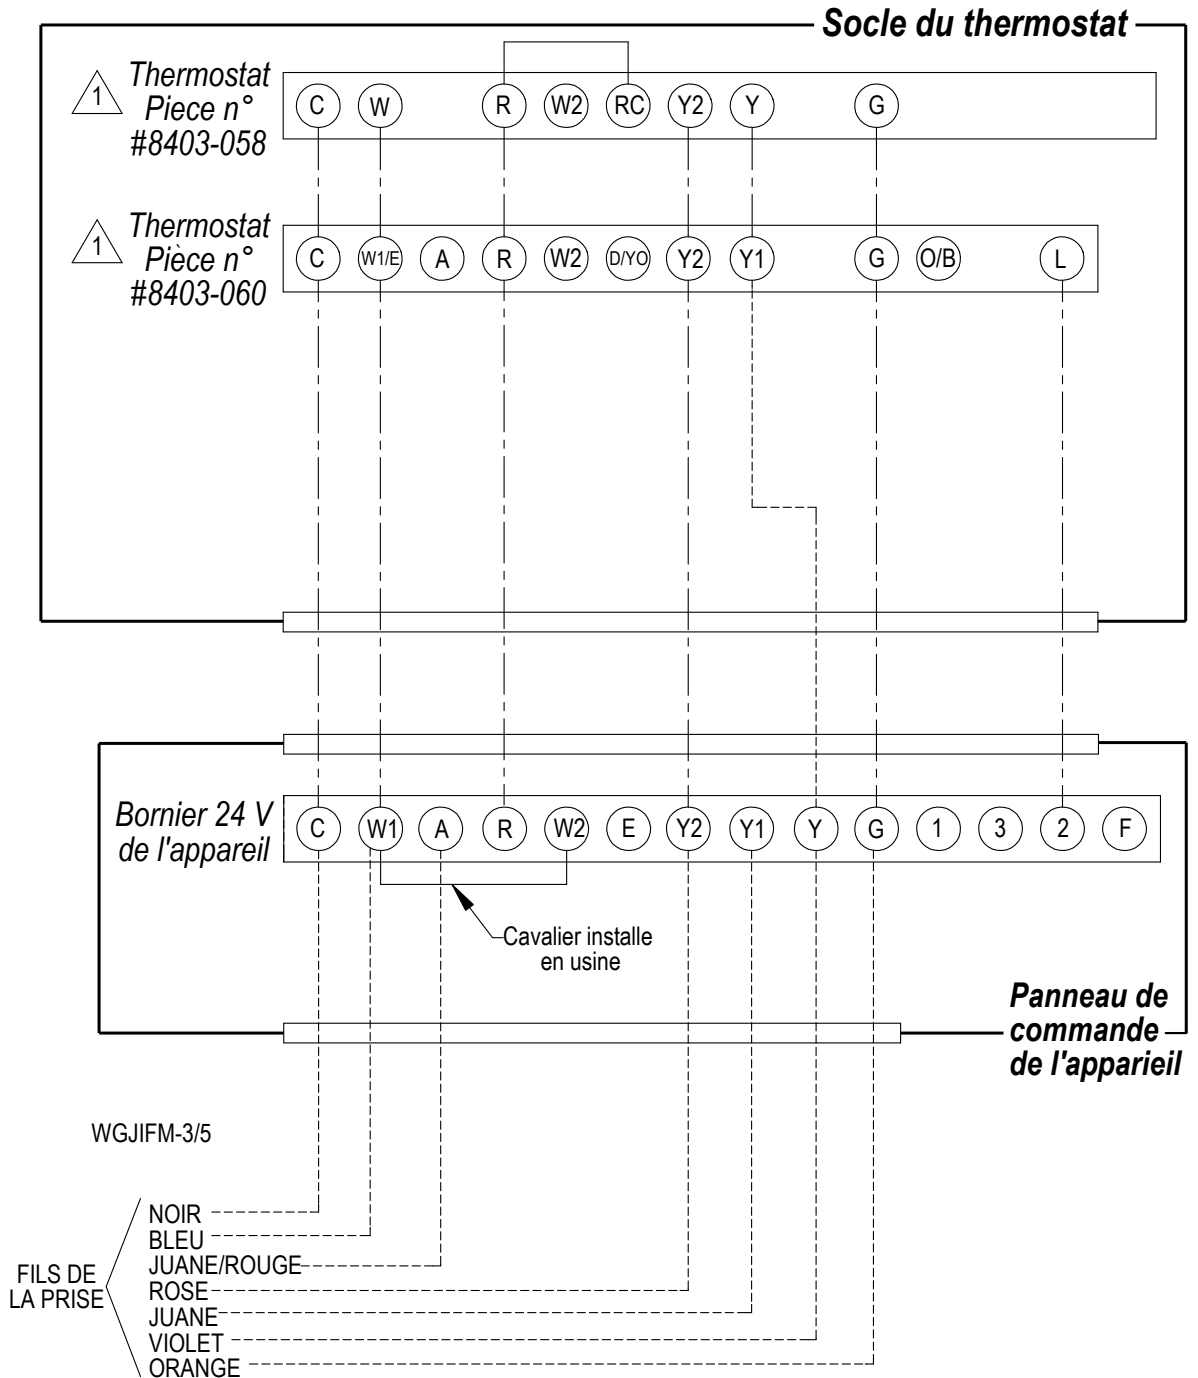 Socle du thermostat
1
Thermostat
Piece n°
#8403-058
C W R W2 RC Y2 Y G
1
Thermostat
Pièce n°
#8403-060
C W1/E A R W2 D/YO Y2 Y1 G O/B L
Bornier 24 V
de l'appareil
C W1 A R W2 E Y2 Y1 Y G 1 3 2 F
Cavalier installe
en usine
Panneau de
commande
de l'apparieil
WGJIFM-3/5
FILS DE
LA PRISE
NOIR
BLEU
JUANE/ROUGE
ROSE
JUANE
VIOLET
ORANGE